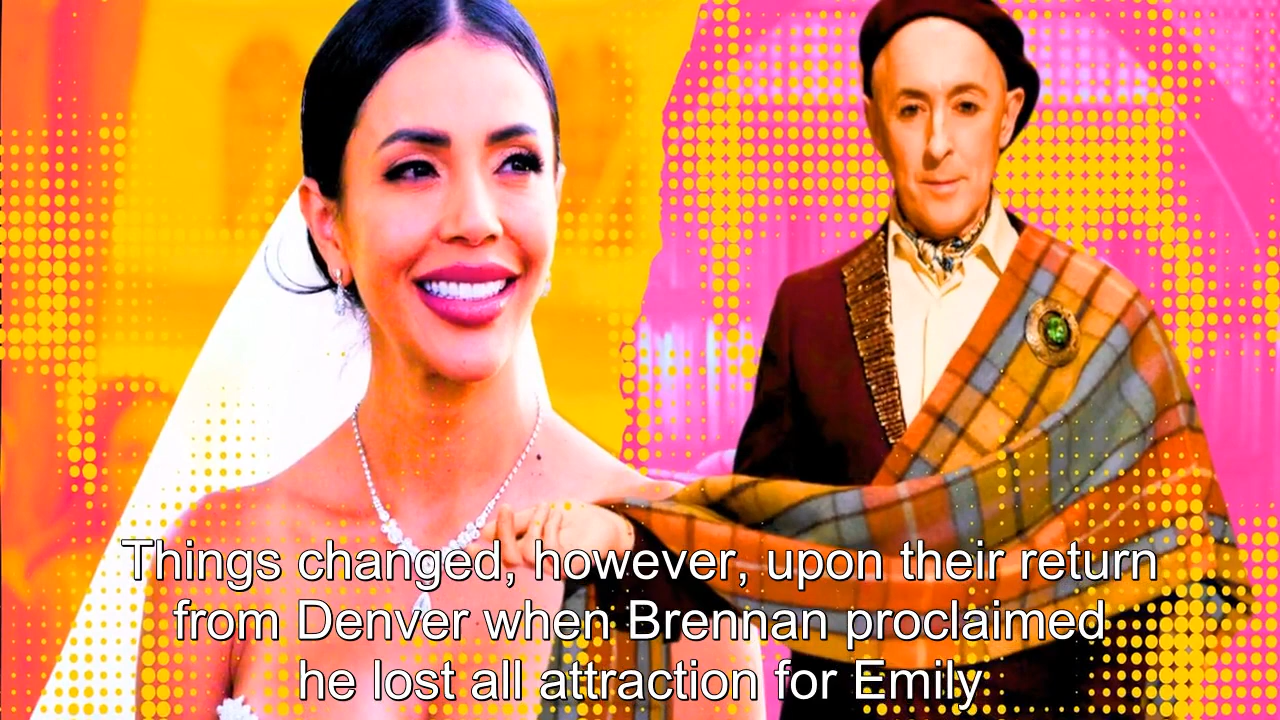 Things changed, however, upon their return
from Denver when Brennan proclaimed
he lost all attraction for Emily